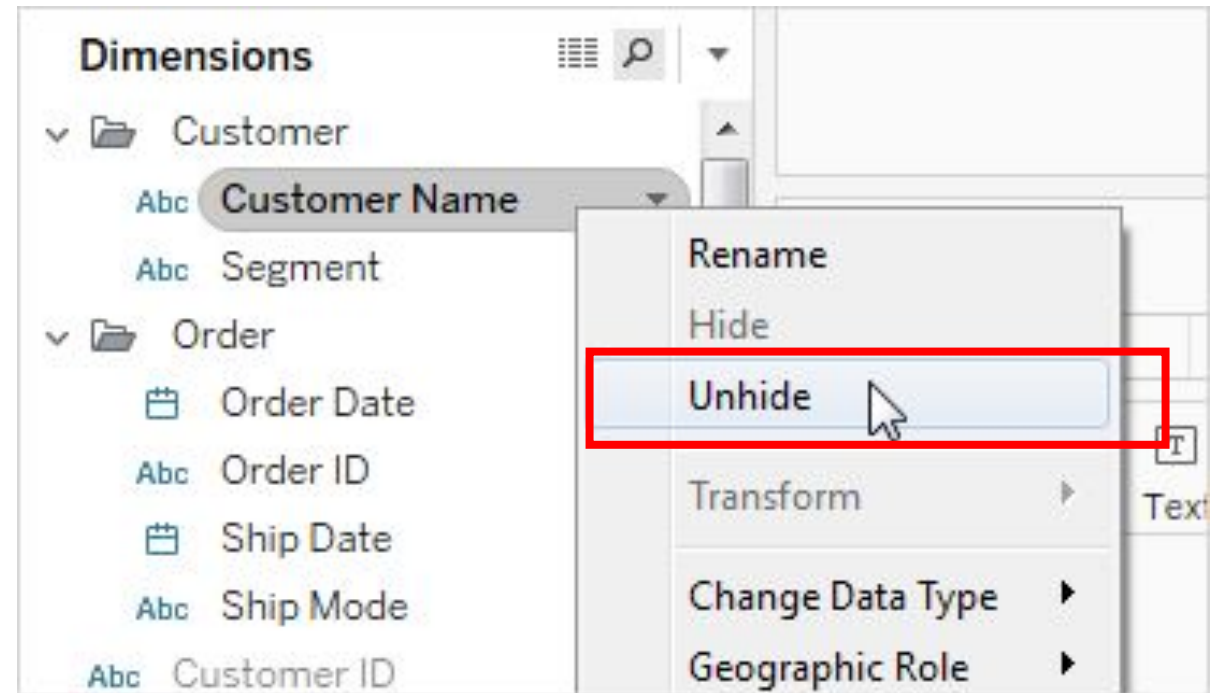 Dimensions
Customer
Abc Customer Name
Abc Segment
Order
Order Date
Abc Order ID
Ship Date
Abc Ship Mode
Abc Customer ID
Rename
Hide
Unhide
Transform
Change Data Type
Geographic Role
T
Text